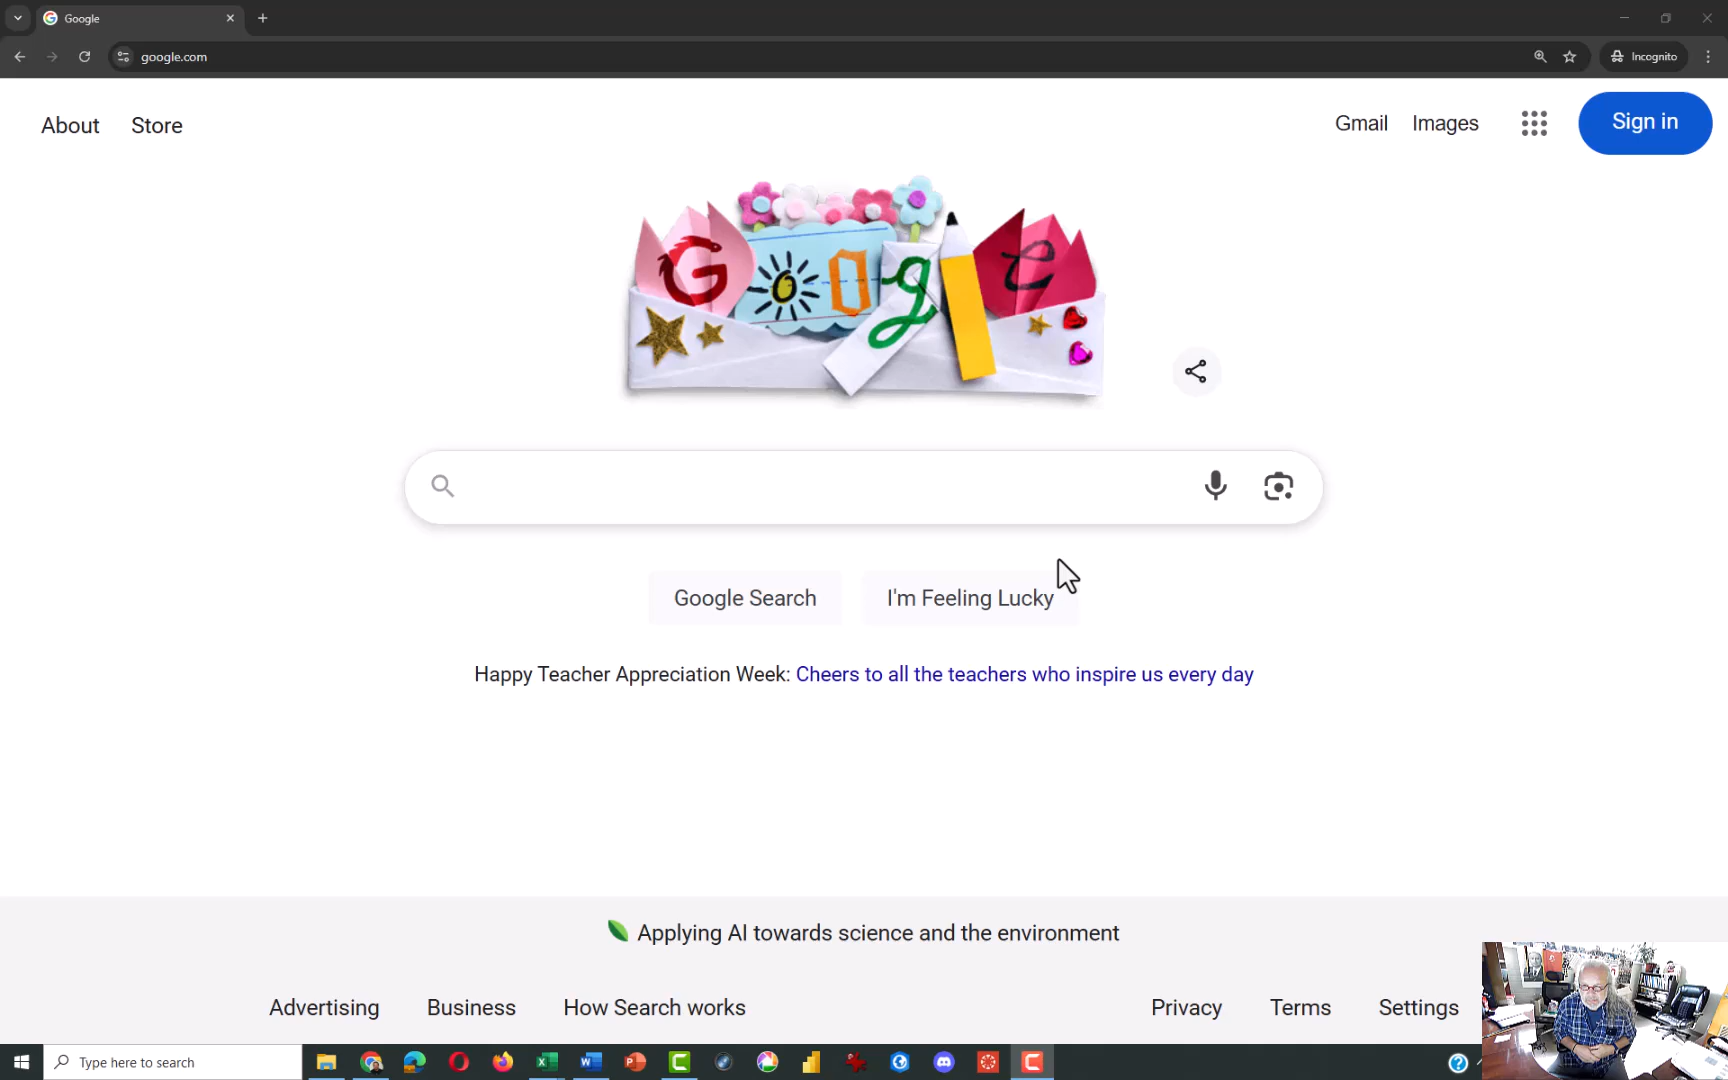 Google
google.com
Incognito
About Store
Gmail Images Sign in
Google
Google Search I'm Feeling Lucky
Happy Teacher Appreciation Week: Cheers to all the teachers who inspire us every day
Applying AI towards science and the environment
Advertising Business How Search works
Privacy Terms Settings
Type here to search